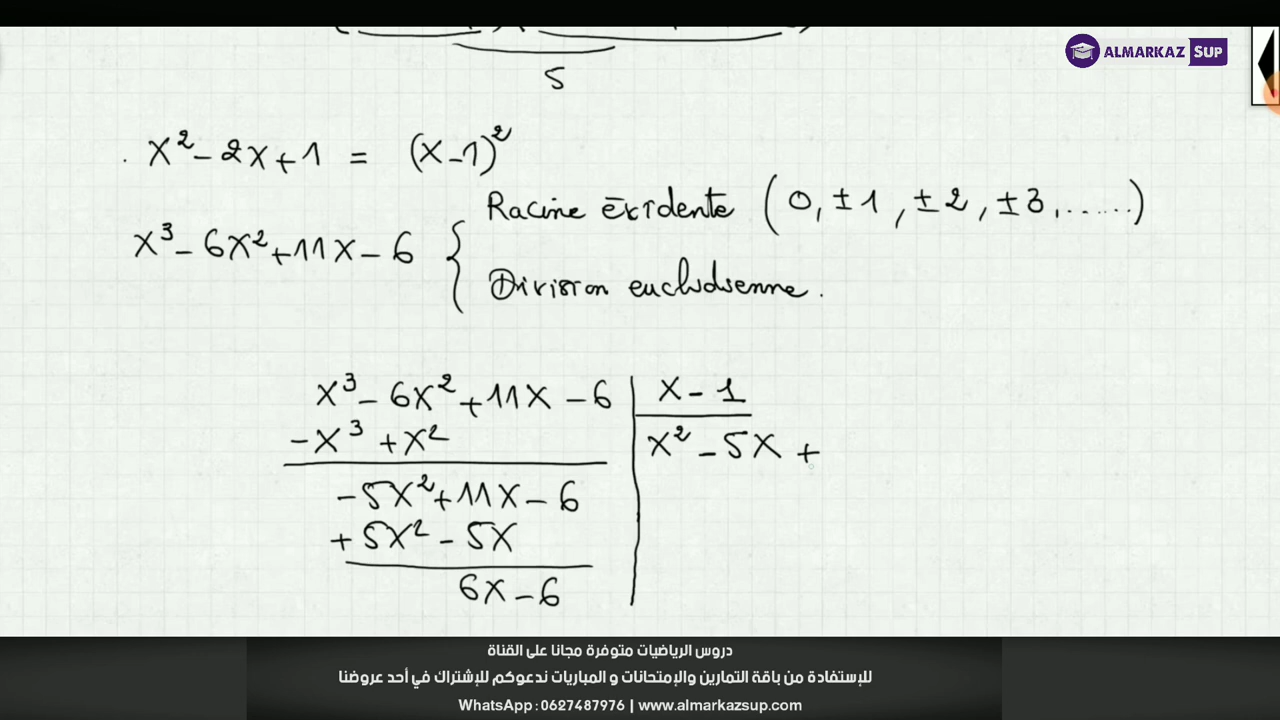 ALMARKAZ SUP
5
. X² - 2X + 1 = (X - 1)²
Racine évidente (0, ±1, ±2, ±3, ......)
X³ - 6X² + 11X - 6 {
Division euclidienne.
X³ - 6X² + 11X - 6 | X - 1
-X³ + X² | X² - 5X +
-5X² + 11X - 6
+ 5X² - 5X
6X - 6
دروس الرياضيات متوفرة مجانا على القناة
للإستفادة من باقة التمارين والإمتحانات و المباريات ندعوكم للإشتراك في أحد عروضنا
WhatsApp : 0627487976 | www.almarkazsup.com